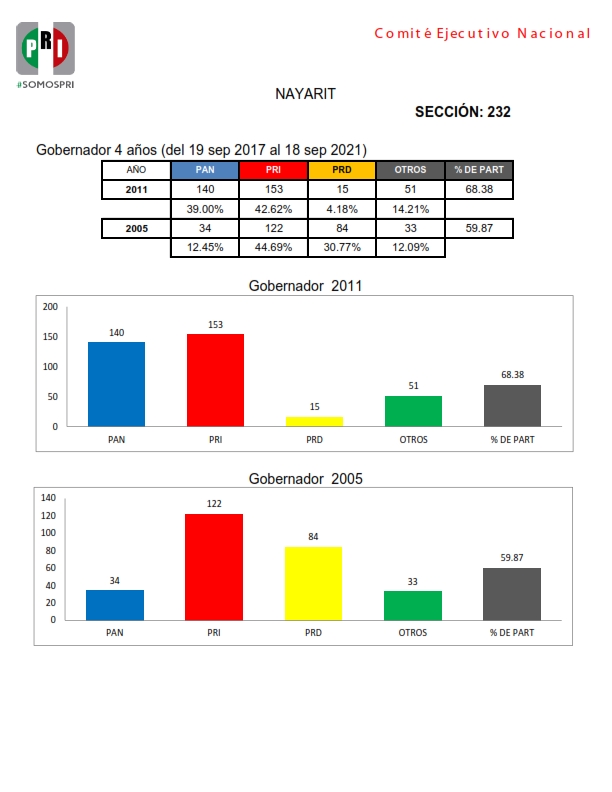 PRI
#SOMOSPRI
Comité Ejecutivo Nacional
NAYARIT
SECCIÓN: 232
Gobernador 4 años (del 19 sep 2017 al 18 sep 2021)
AÑO PAN PRI PRD OTROS % DE PART
2011 140 153 15 51 68.38
39.00% 42.62% 4.18% 14.21%
2005 34 122 84 33 59.87
12.45% 44.69% 30.77% 12.09%
Gobernador 2011
200
150
100
50
0
140
153
15
51
68.38
PAN PRI PRD OTROS % DE PART
Gobernador 2005
140
120
100
80
60
40
20
0
34
122
84
33
59.87
PAN PRI PRD OTROS % DE PART